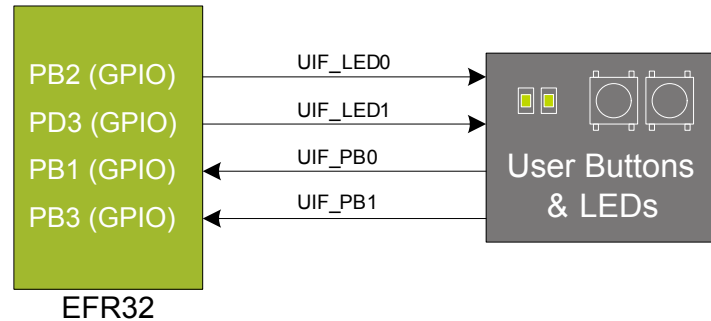 PB2 (GPIO)
PD3 (GPIO)
PB1 (GPIO)
PB3 (GPIO)
EFR32
UIF_LED0
UIF_LED1
UIF_PB0
UIF_PB1
User Buttons
& LEDs